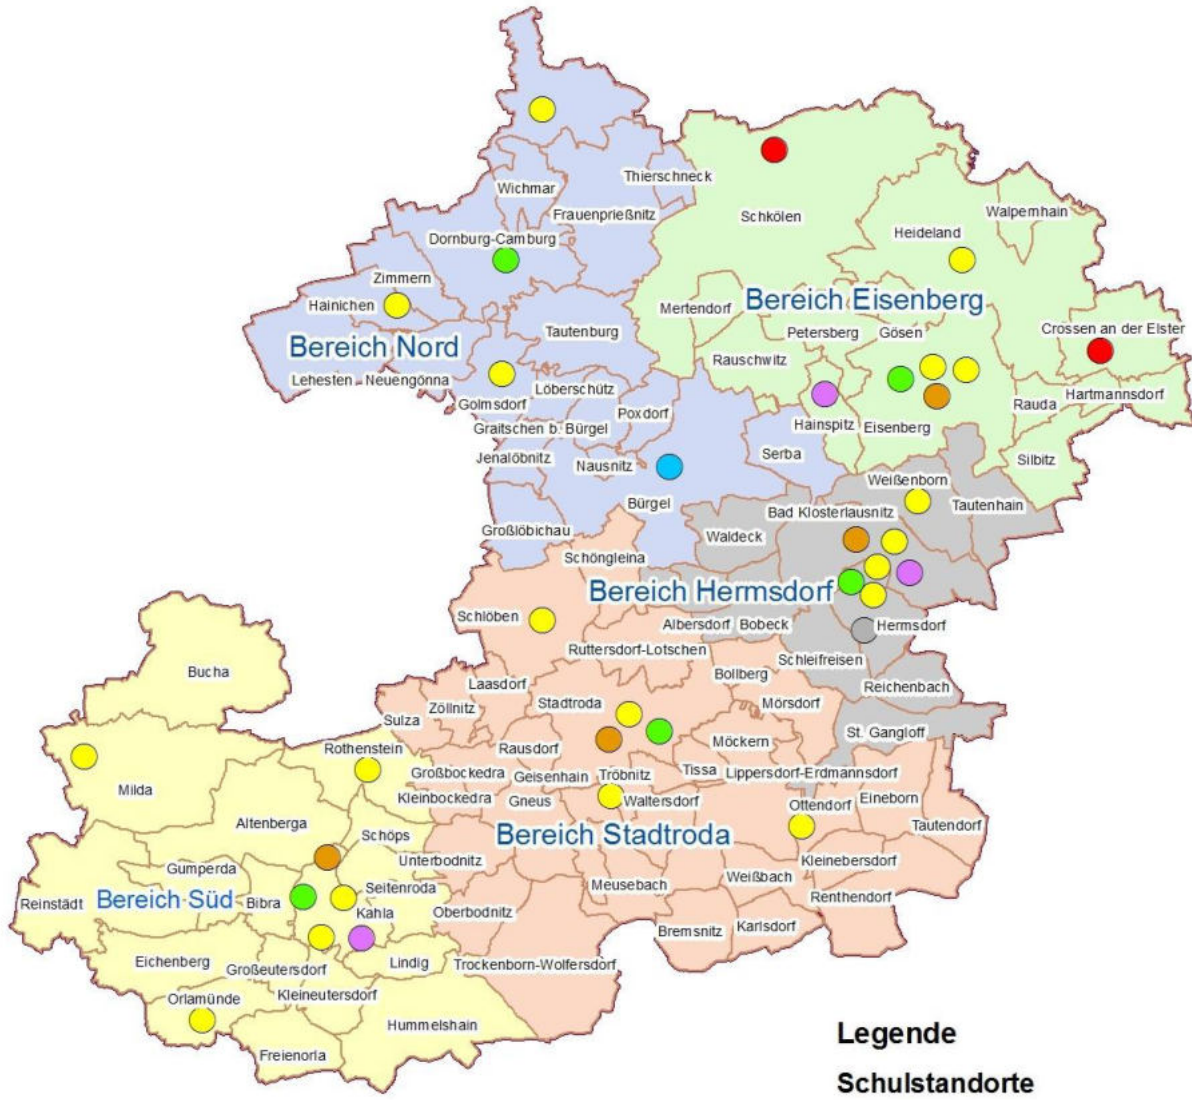 Thierschneck
Wichmar
Frauenprießnitz
Schkölen
Walpernhain
Heideland
Dornburg-Camburg
Zimmern
Hainichen
Mertendorf
Bereich Eisenberg
Crossen an der Elster
Tautenburg
Petersberg
Gösen
Bereich Nord
Rauschwitz
Lehesten
Neuengönna
Löberschütz
Golmsdorf
Poxdorf
Hartmannsdorf
Rauda
Graitschen b. Bürgel
Hainspitz
Eisenberg
Jenalöbnitz
Nausnitz
Serba
Silbitz
Weißenborn
Bürgel
Tautenhain
Bad Klosterlausnitz
Großlöbichau
Waldeck
Schöngleina
Bereich Hermsdorf
Schlöben
Albersdorf
Bobeck
Hermsdorf
Ruttersdorf-Lotschen
Schleifreisen
Bucha
Bollberg
Laasdorf
Reichenbach
Stadtroda
Mörsdorf
Zöllnitz
Sulza
St. Gangloff
Rothenstein
Rausdorf
Möckern
Großbockedra
Geisenhain
Tröbnitz
Tissa
Lippersdorf-Erdmannsdorf
Milda
Kleinbockedra
Gneus
Waltersdorf
Ottendorf
Eineborn
Altenberga
Schöps
Bereich Stadtroda
Tautendorf
Gumperda
Unterbodnitz
Kleinebersdorf
Reinstädt
Bereich Süd
Bibra
Seitenroda
Meusebach
Weißbach
Renthendorf
Kahla
Oberbodnitz
Bremsnitz
Karlsdorf
Eichenberg
Großeutersdorf
Lindig
Trockenborn-Wolfersdorf
Orlamünde
Kleineutersdorf
Hummelshain
Freienorla
Legende
Schulstandorte